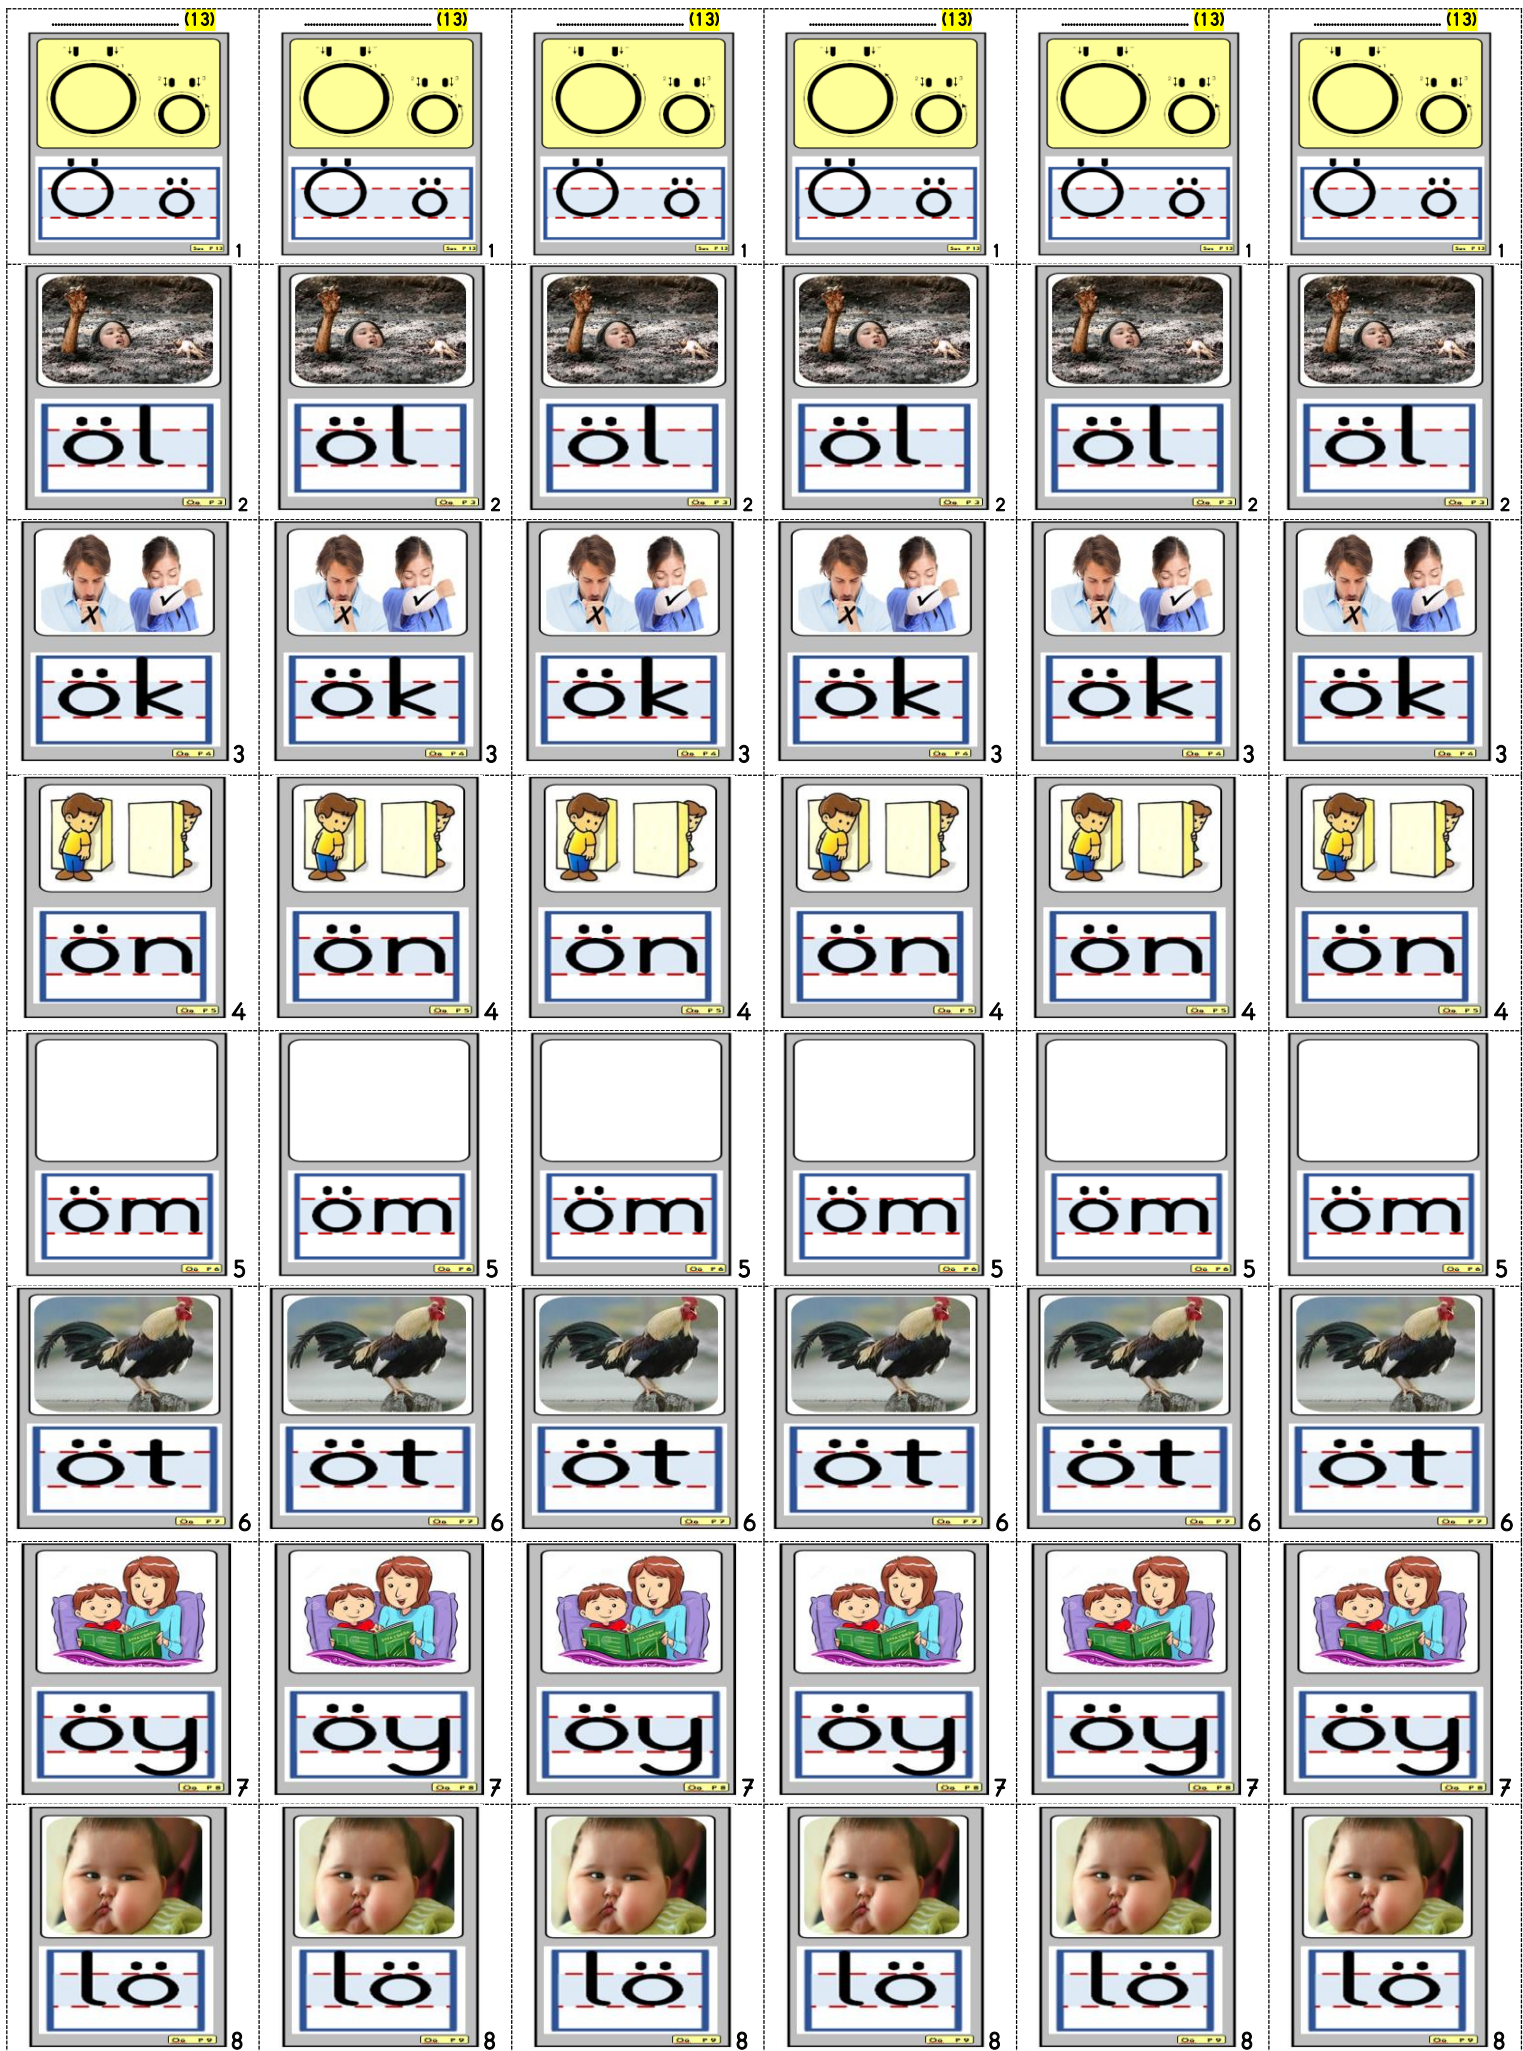 .............................. (13) .............................. (13) .............................. (13) .............................. (13) .............................. (13) .............................. (13)
Ö ö Ö ö Ö ö Ö ö Ö ö Ö ö
Ö ö Ö ö Ö ö Ö ö Ö ö Ö ö
1 1 1 1 1 1
öl öl öl öl öl öl
2 2 2 2 2 2
ök ök ök ök ök ök
3 3 3 3 3 3
ön ön ön ön ön ön
4 4 4 4 4 4
öm öm öm öm öm öm
5 5 5 5 5 5
öt öt öt öt öt öt
6 6 6 6 6 6
öy öy öy öy öy öy
7 7 7 7 7 7
lö lö lö lö lö lö
8 8 8 8 8 8